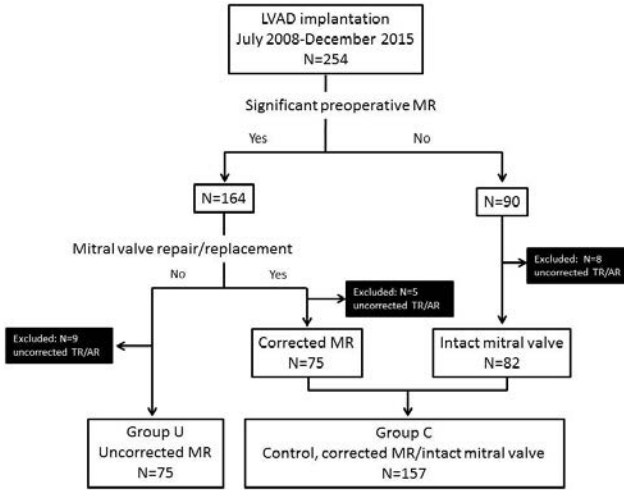 LVAD implantation
July 2008-December 2015
N=254
Significant preoperative MR
Yes
No
N=164
N=90
Mitral valve repair/replacement
No
Yes
Excluded: N=8
uncorrected TR/AR
Excluded: N=5
uncorrected TR/AR
Excluded: N=9
uncorrected TR/AR
Corrected MR
N=75
Intact mitral valve
N=82
Group U
Uncorrected MR
N=75
Group C
Control, corrected MR/intact mitral valve
N=157